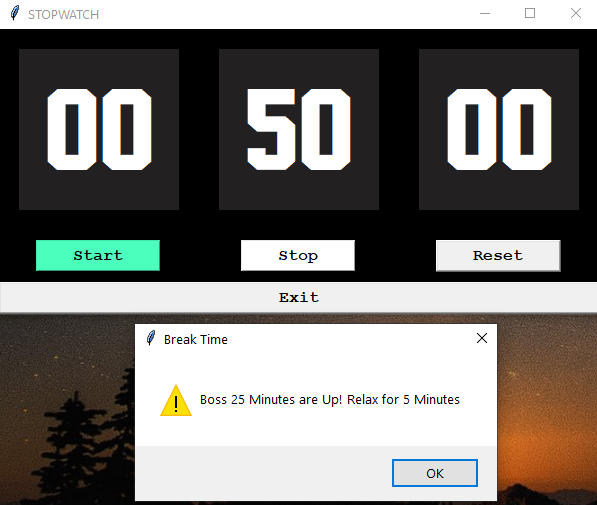 STOPWATCH
00 50 00
Start Stop Reset
Exit
Break Time
Boss 25 Minutes are Up! Relax for 5 Minutes
OK